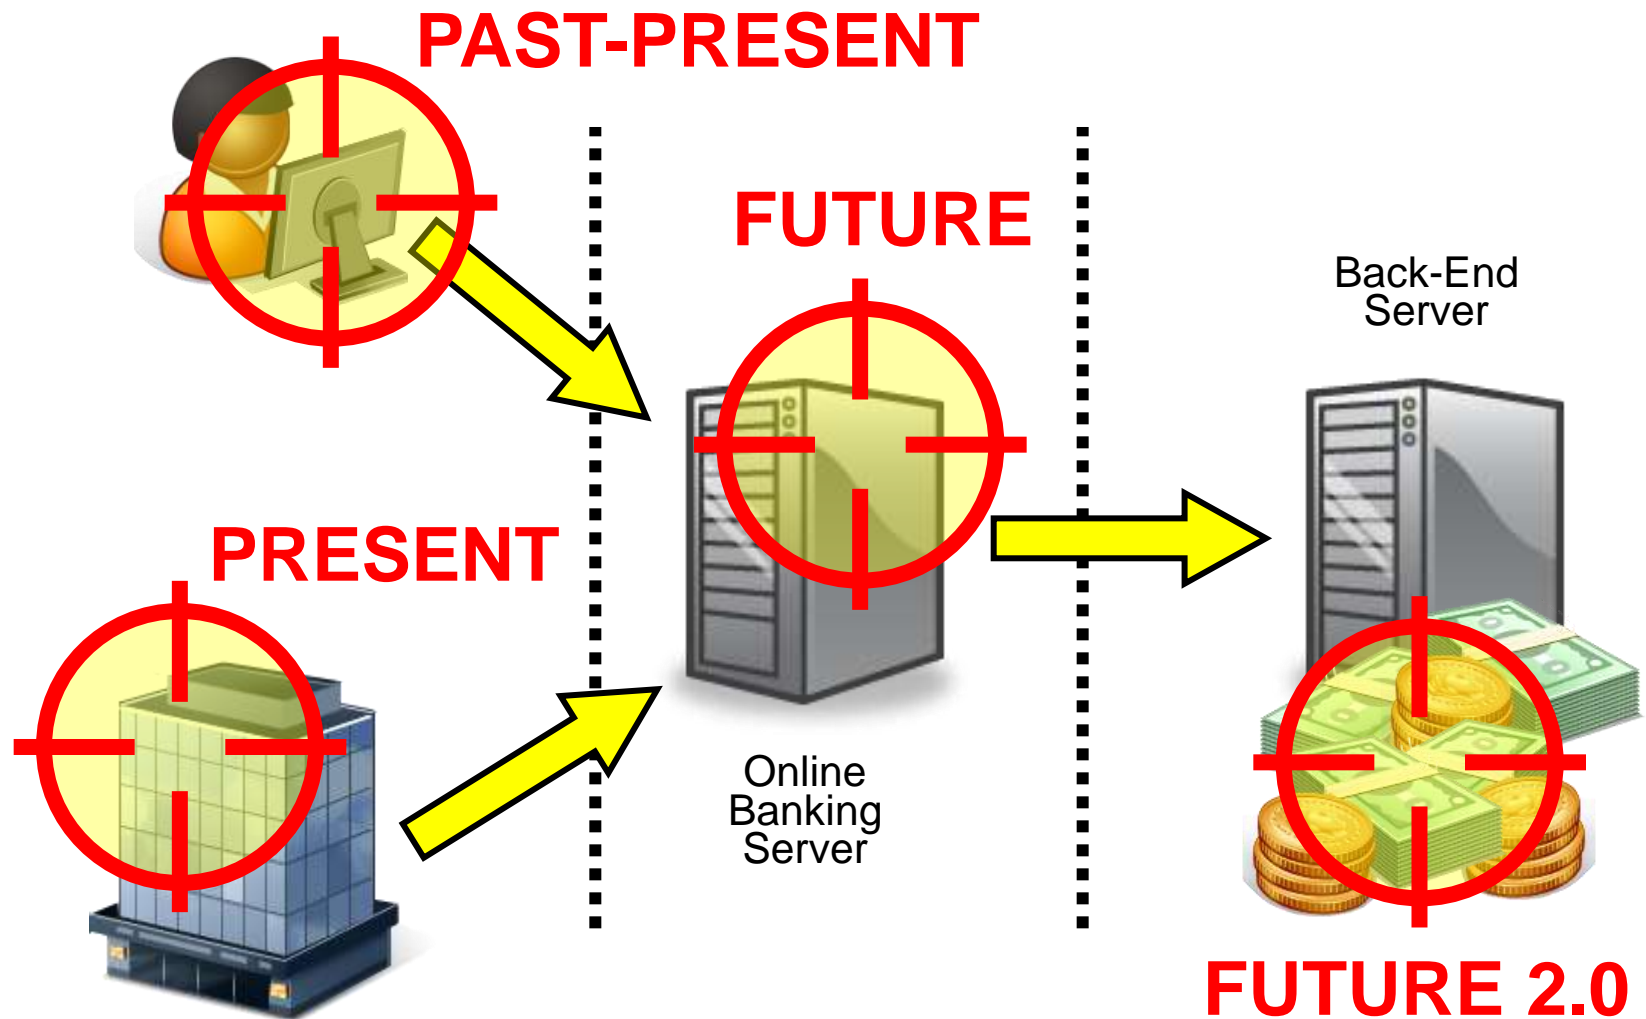 PAST-PRESENT
FUTURE
Back-End
Server
PRESENT
Online
Banking
Server
FUTURE 2.0